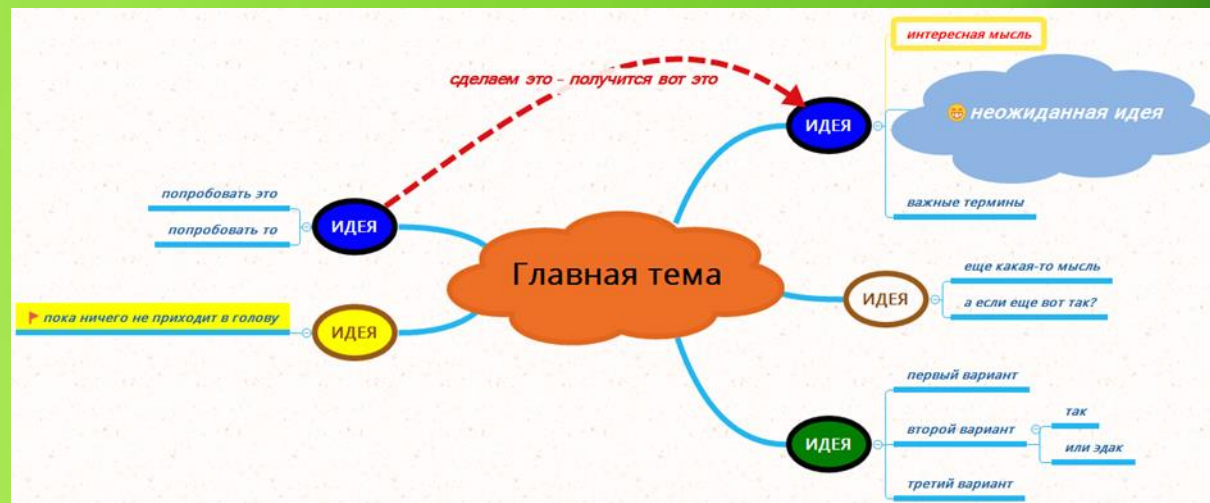 интересная мысль
сделаем это - получится вот это
ИДЕЯ
😁 неожиданная идея
важные термины
попробовать это
попробовать то
ИДЕЯ
Главная тема
еще какая-то мысль
ИДЕЯ
а если еще вот так?
пока ничего не приходит в голову
ИДЕЯ
первый вариант
так
ИДЕЯ
второй вариант
или эдак
третий вариант